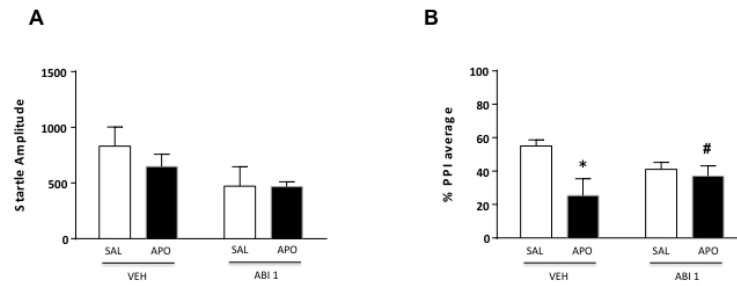 A
Startle Amplitude
1500
1000
500
0
SAL APO SAL APO
VEH ABI 1
B
% PPI average
100
80
60
40
20
0
*
#
SAL APO SAL APO
VEH ABI 1